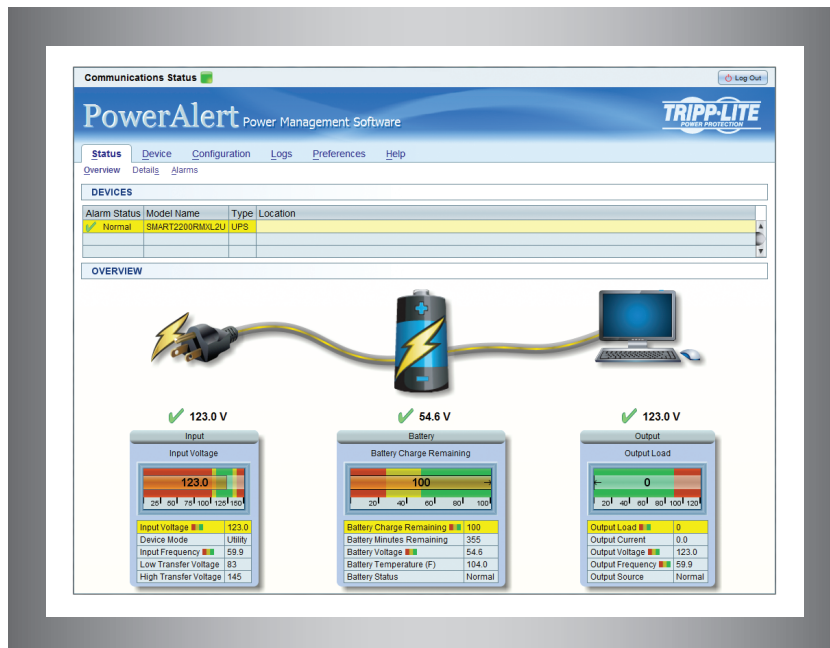 Communications Status
Log Out
PowerAlert Power Management Software
TRIPP·LITE
POWER PROTECTION
Status Device Configuration Logs Preferences Help
Overview Details Alarms
DEVICES
Alarm Status Model Name Type Location
Normal SMART2200RMXL2U UPS
OVERVIEW
123.0 V
54.6 V
123.0 V
Input
Input Voltage
123.0
25 50 75 100 125 150
Input Voltage 123.0
Device Mode Utility
Input Frequency 59.9
Low Transfer Voltage 83
High Transfer Voltage 145
Battery
Battery Charge Remaining
100
20 40 60 80 100
Battery Charge Remaining 100
Battery Minutes Remaining 355
Battery Voltage 54.6
Battery Temperature (F) 104.0
Battery Status Normal
Output
Output Load
0
20 40 60 80 100 120
Output Load 0
Output Current 0.0
Output Voltage 123.0
Output Frequency 59.9
Output Source Normal